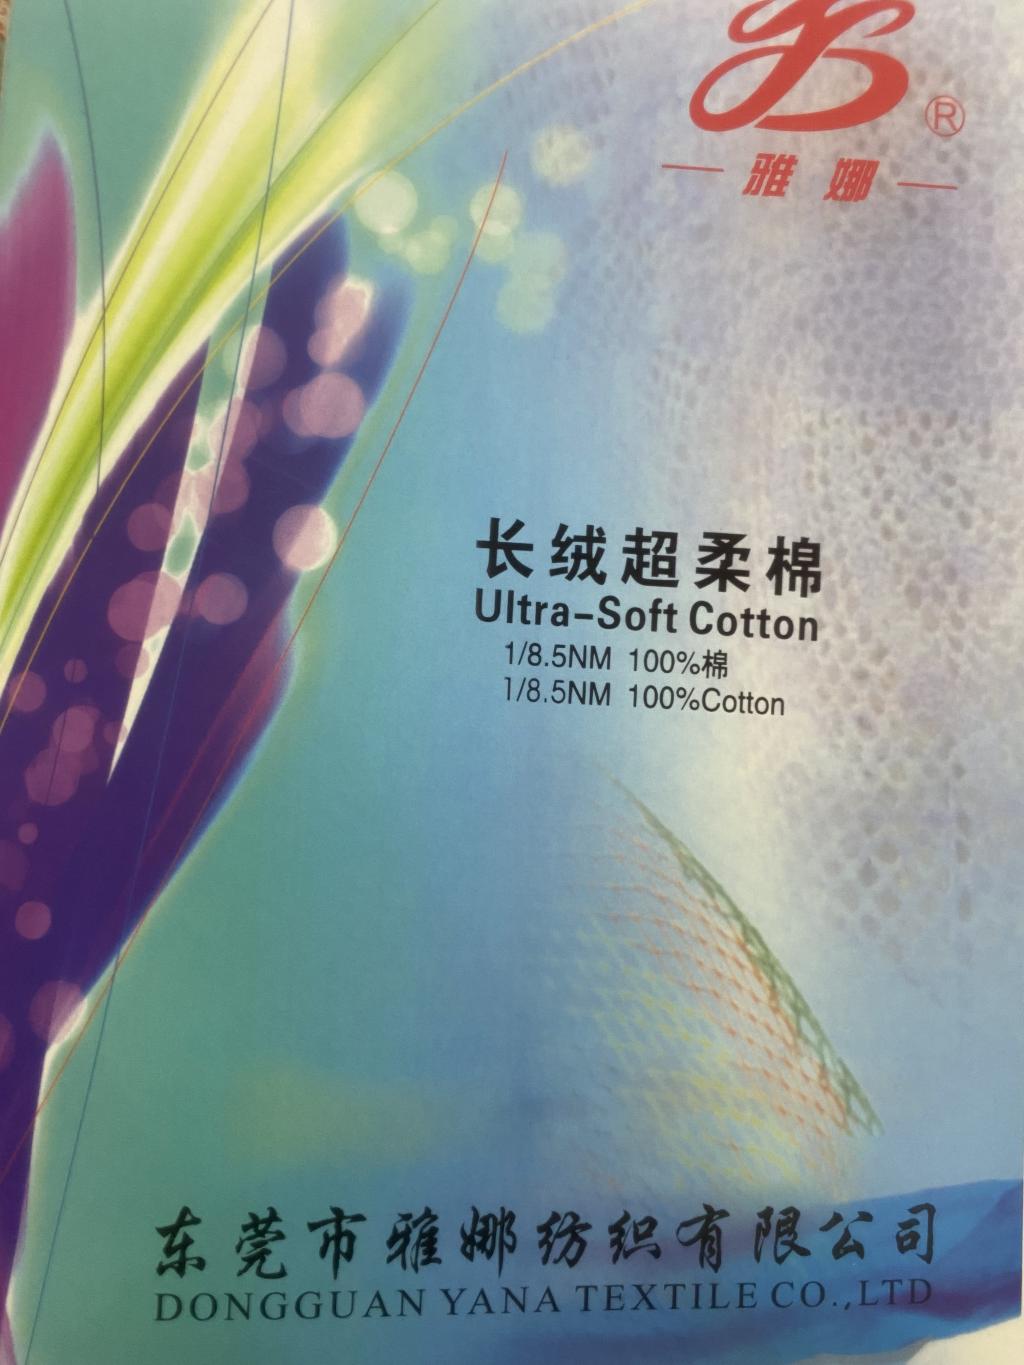 ®
雅娜
长绒超柔棉
Ultra-Soft Cotton
1/8.5NM 100%棉
1/8.5NM 100%Cotton
东莞市雅娜纺织有限公司
DONGGUAN YANA TEXTILE CO.,LTD